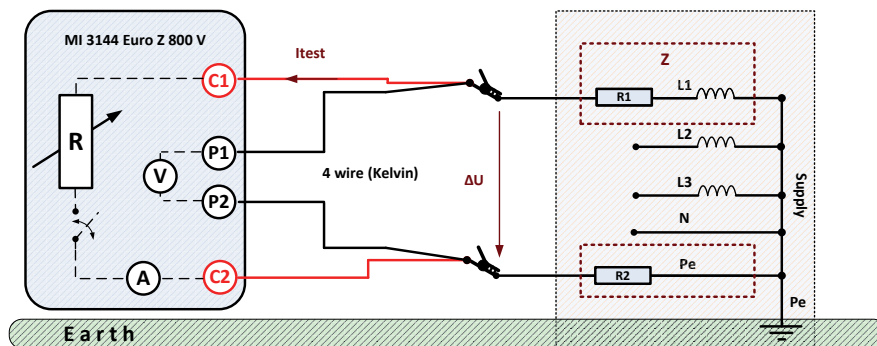 MI 3144 Euro Z 800 V
C1
Itest
Z
R1
L1
R
P1
L2
V
4 wire (Kelvin)
ΔU
P2
L3
Supply
N
A
C2
R2
Pe
Pe
Earth